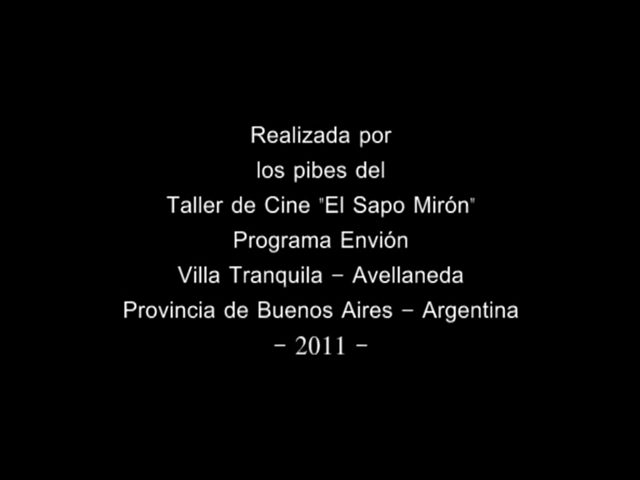 Realizada por
los pibes del
Taller de Cine "El Sapo Mirón"
Programa Envión
Villa Tranquila – Avellaneda
Provincia de Buenos Aires – Argentina
– 2011 –